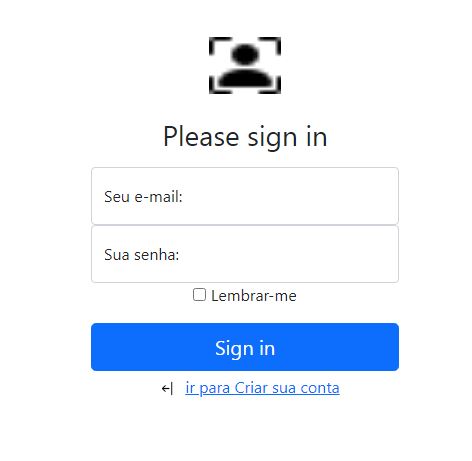 Please sign in
Seu e-mail:
Sua senha:
Lembrar-me
Sign in
ir para Criar sua conta